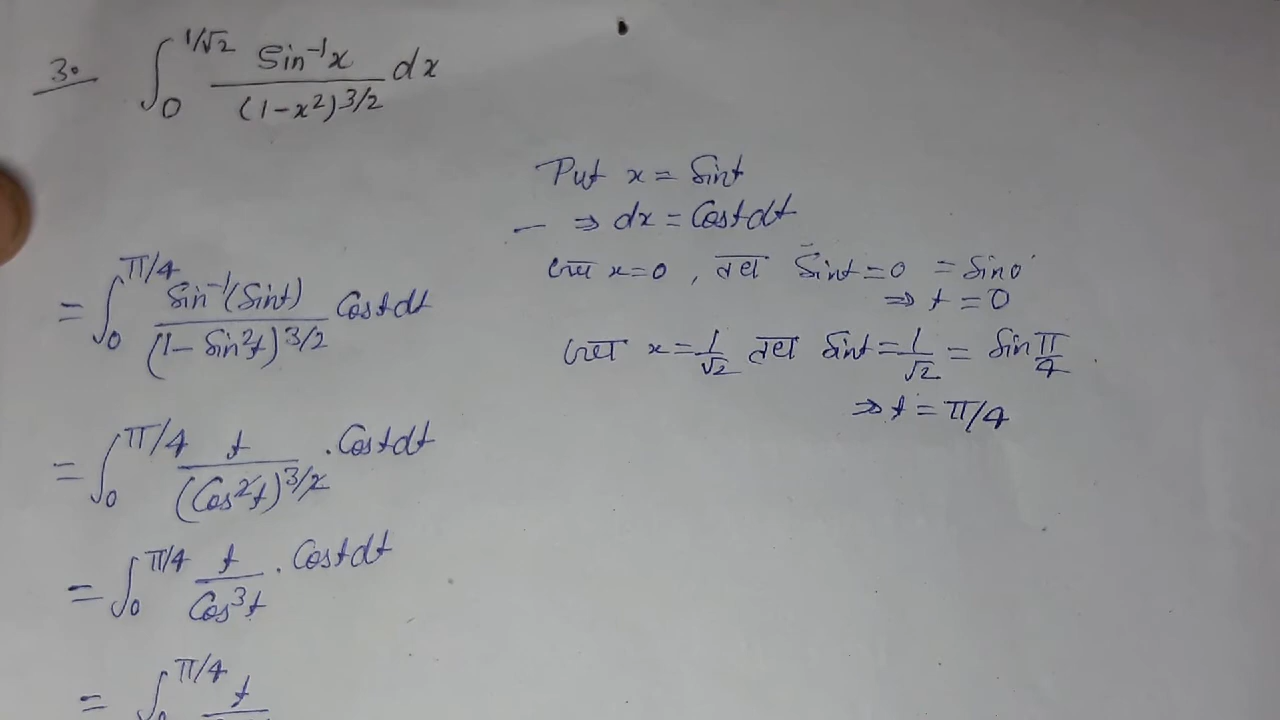 3. ∫₀^{1/√2} Sin⁻¹x / (1-x²)^{3/2} dx
Put x = Sint
— ⇒ dx = Cost dt
जब x=0, तब Sint=0 = Sin0
⇒ t = 0
जब x=1/√2 तब Sint=1/√2 = Sin π/4
⇒ t = π/4
= ∫₀^{π/4} Sin⁻¹(Sint) / (1-Sin²t)^{3/2} Cost dt
= ∫₀^{π/4} t / (Cos²t)^{3/2} . Cost dt
= ∫₀^{π/4} t / Cos³t . Cost dt
= ∫₀^{π/4} t